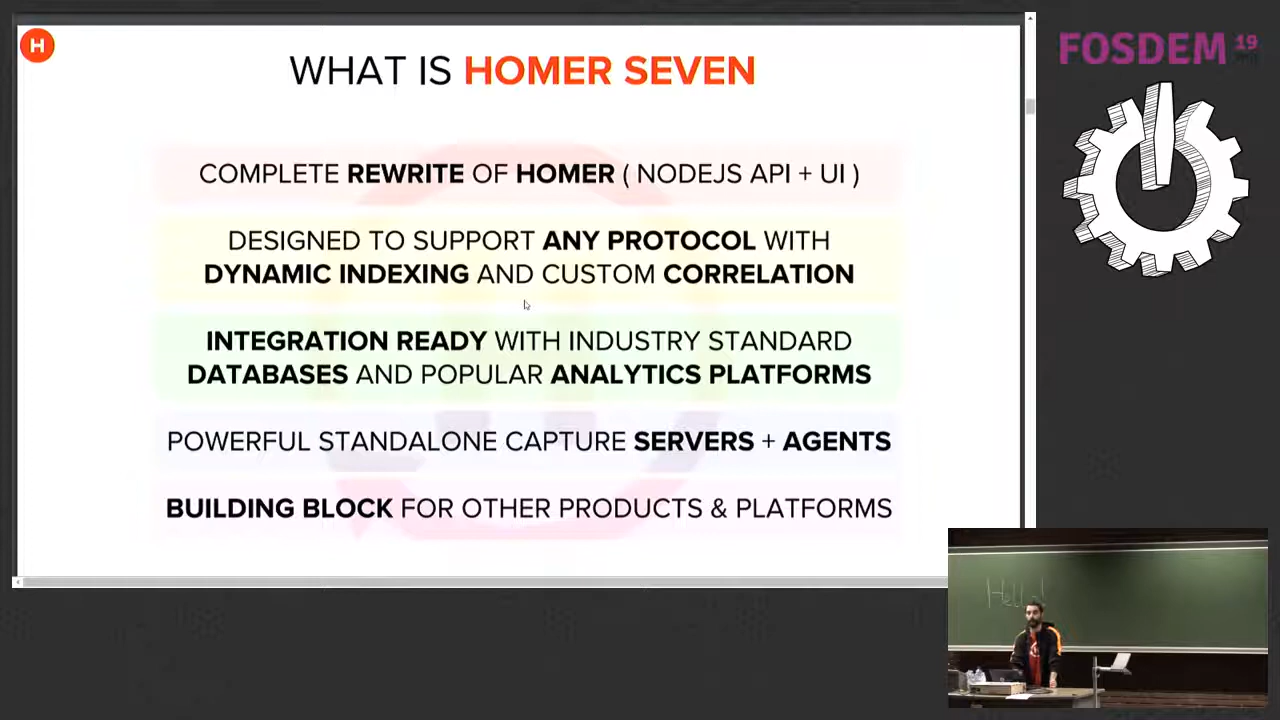 H
WHAT IS HOMER SEVEN
COMPLETE REWRITE OF HOMER ( NODEJS API + UI )
DESIGNED TO SUPPORT ANY PROTOCOL WITH
DYNAMIC INDEXING AND CUSTOM CORRELATION
INTEGRATION READY WITH INDUSTRY STANDARD
DATABASES AND POPULAR ANALYTICS PLATFORMS
POWERFUL STANDALONE CAPTURE SERVERS + AGENTS
BUILDING BLOCK FOR OTHER PRODUCTS & PLATFORMS
FOSDEM 19